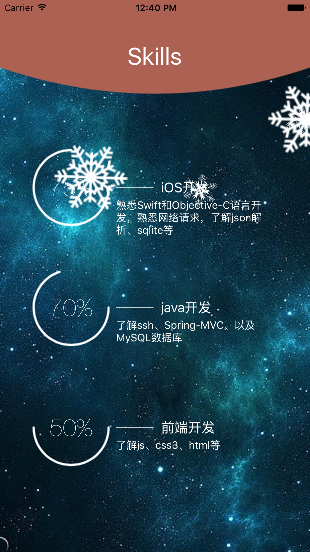 Carrier 12:40 PM
Skills
iOS开发
熟悉Swift和Objective-C语言开
发，熟悉网络请求，了解json解
析、sqlite等
70%
java开发
了解ssh、Spring-MVC，以及
MySQL数据库
50%
前端开发
了解js、css3、html等